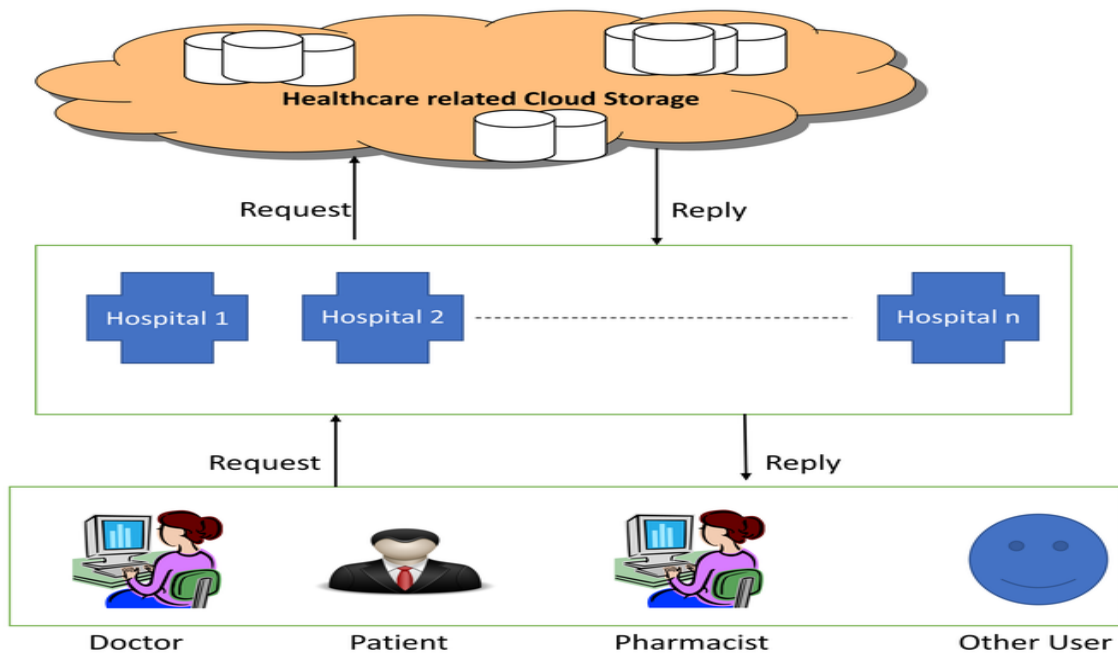 Healthcare related Cloud Storage
Request
Reply
Hospital 1
Hospital 2
Hospital n
Request
Reply
Doctor
Patient
Pharmacist
Other User